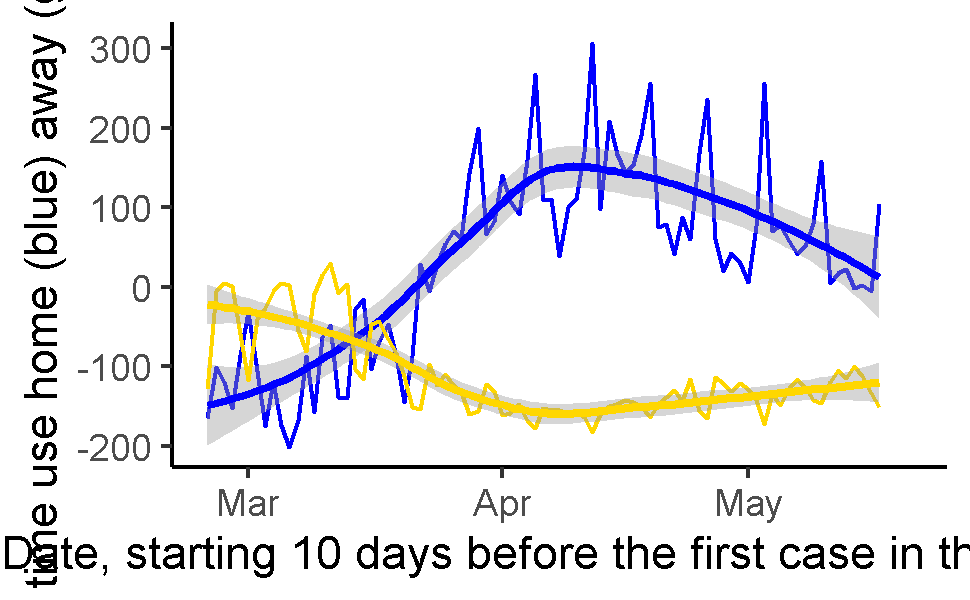 time use home (blue) away (
300
200
100
0
-100
-200
Mar Apr May
Date, starting 10 days before the first case in th